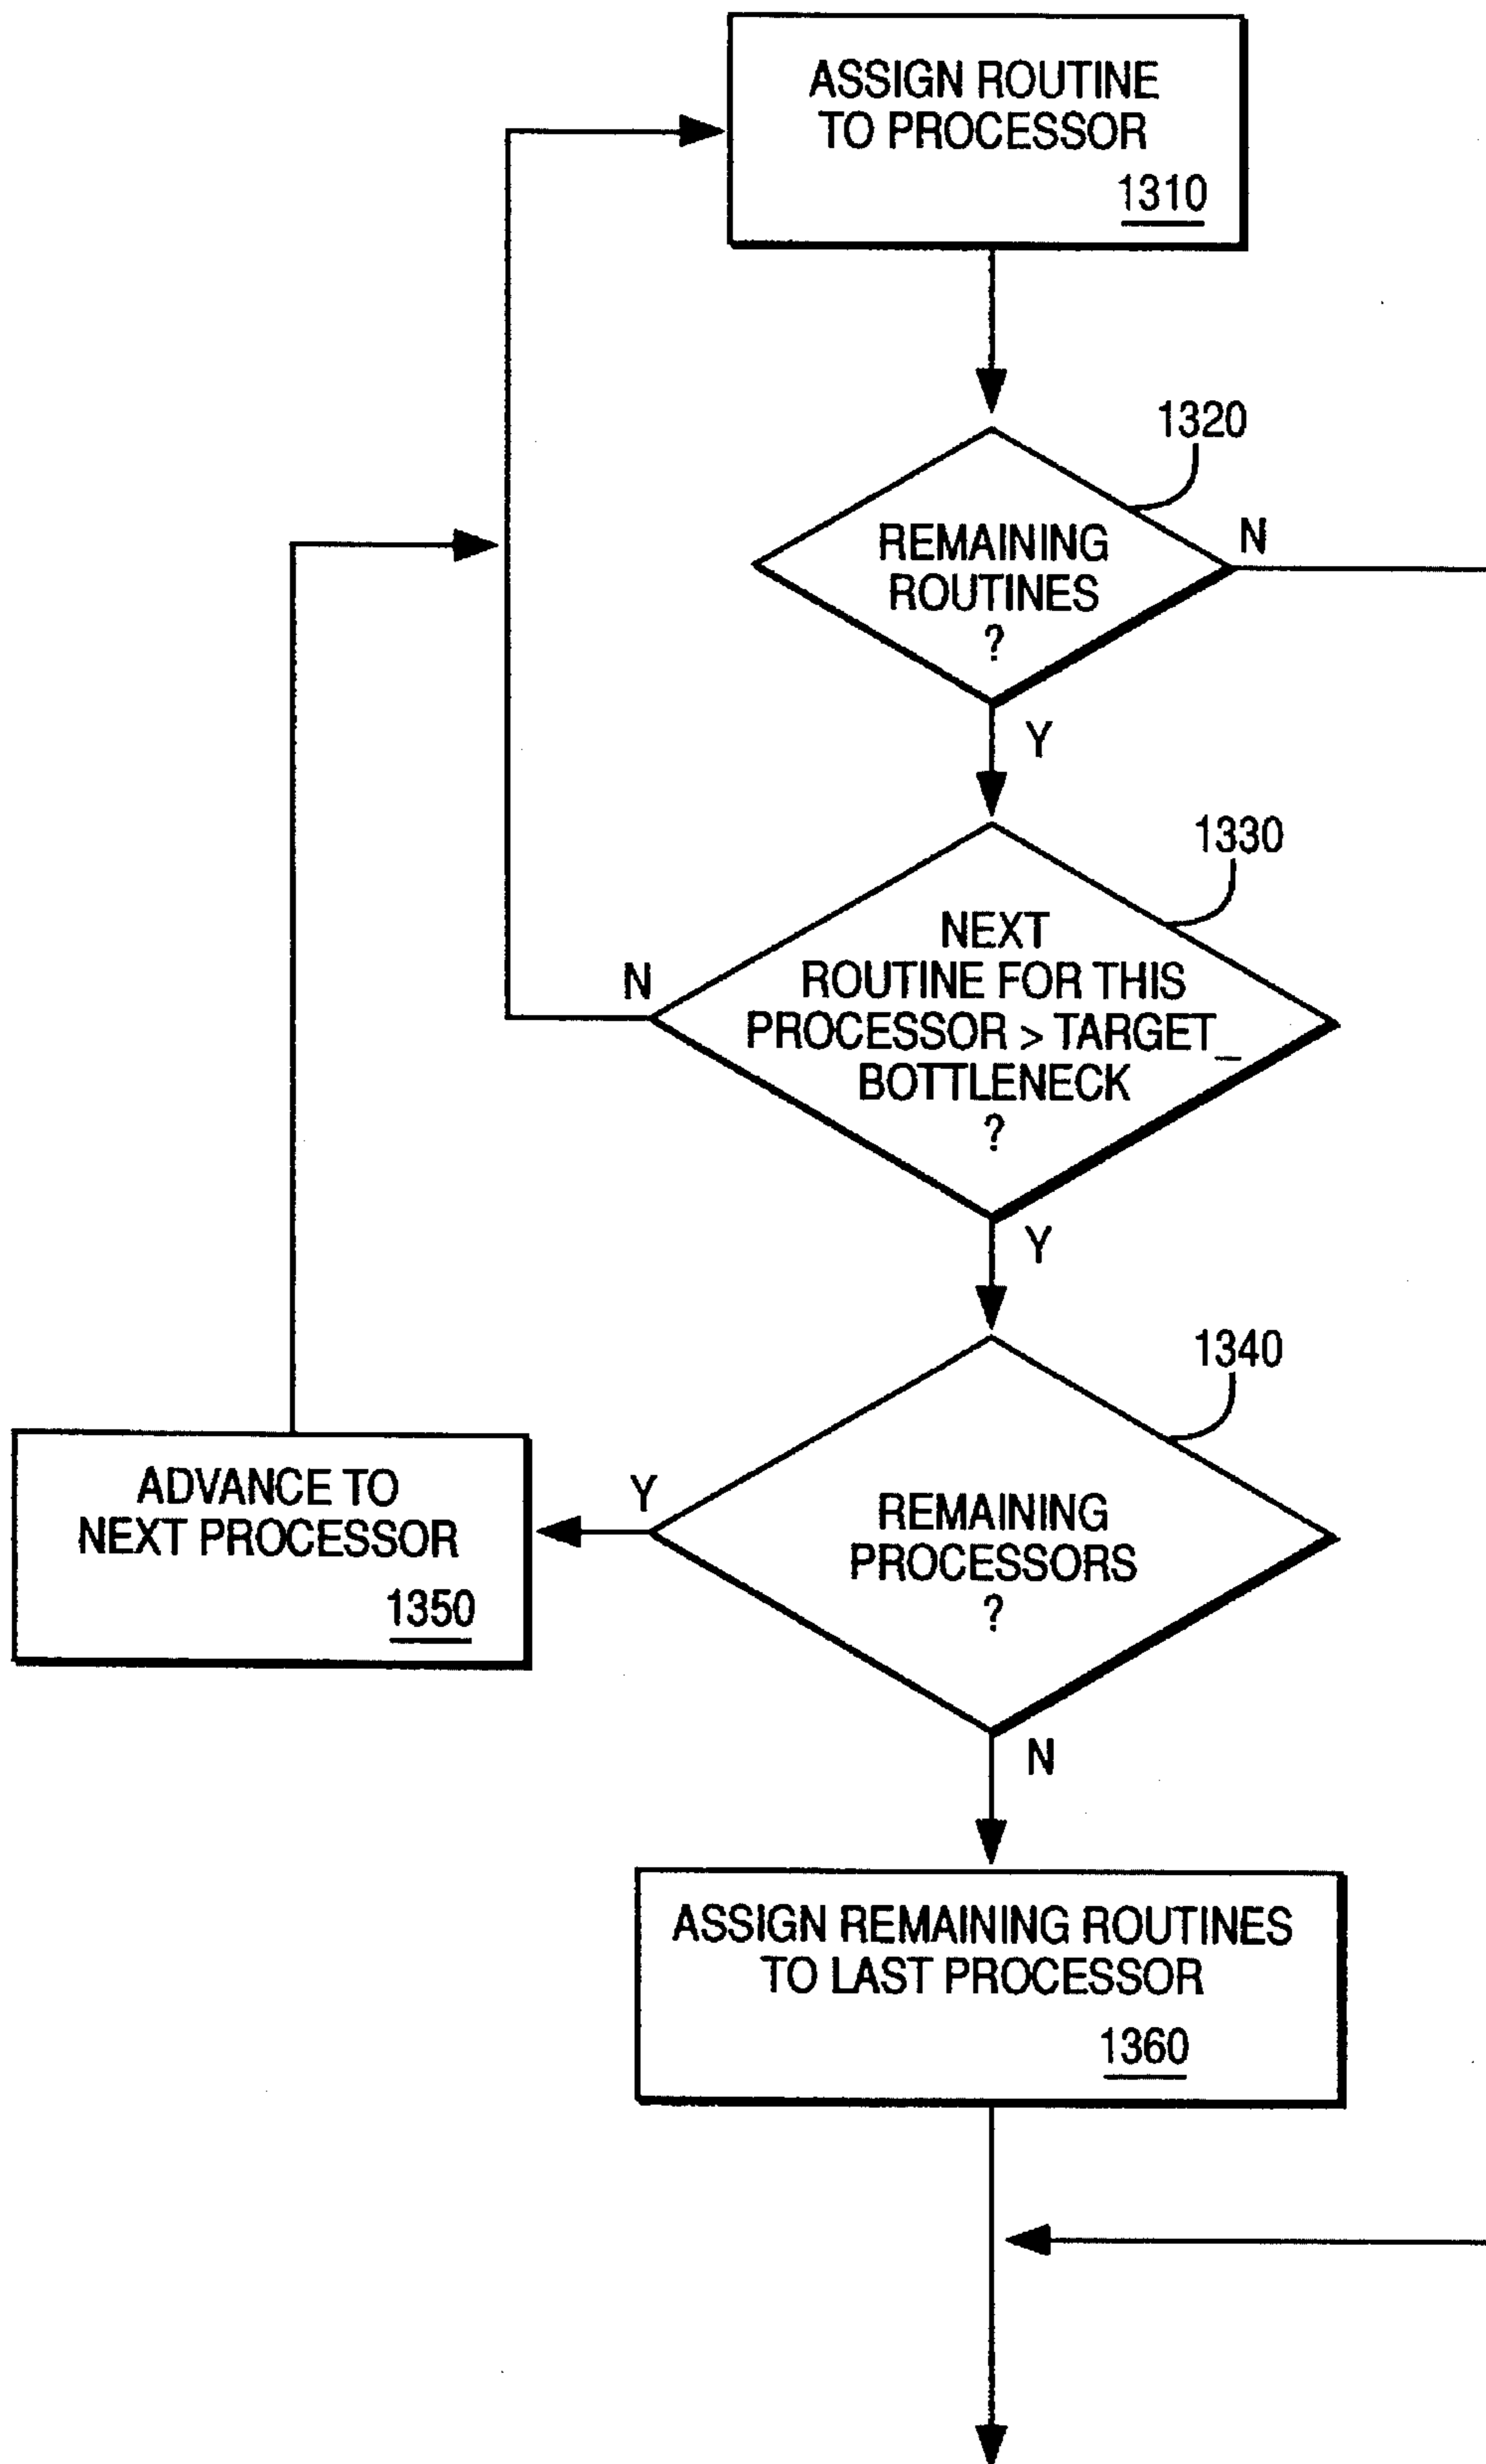 ASSIGN ROUTINE
TO PROCESSOR
1310
1320
REMAINING
ROUTINES
?
N
Y
1330
NEXT
ROUTINE FOR THIS
PROCESSOR > TARGET_
BOTTLENECK
?
N
Y
1340
REMAINING
PROCESSORS
?
Y
N
ADVANCE TO
NEXT PROCESSOR
1350
ASSIGN REMAINING ROUTINES
TO LAST PROCESSOR
1360